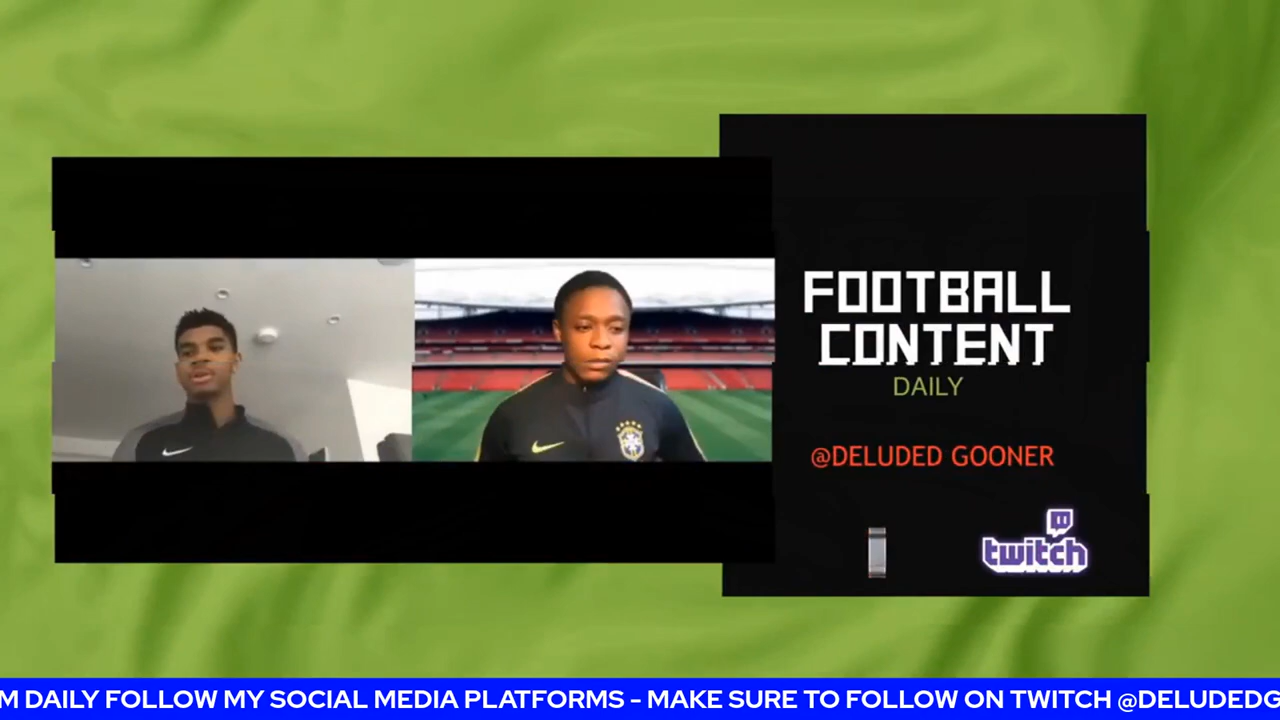 FOOTBALL
CONTENT
DAILY
@DELUDED GOONER
twitch
M DAILY FOLLOW MY SOCIAL MEDIA PLATFORMS - MAKE SURE TO FOLLOW ON TWITCH @DELUDEDG